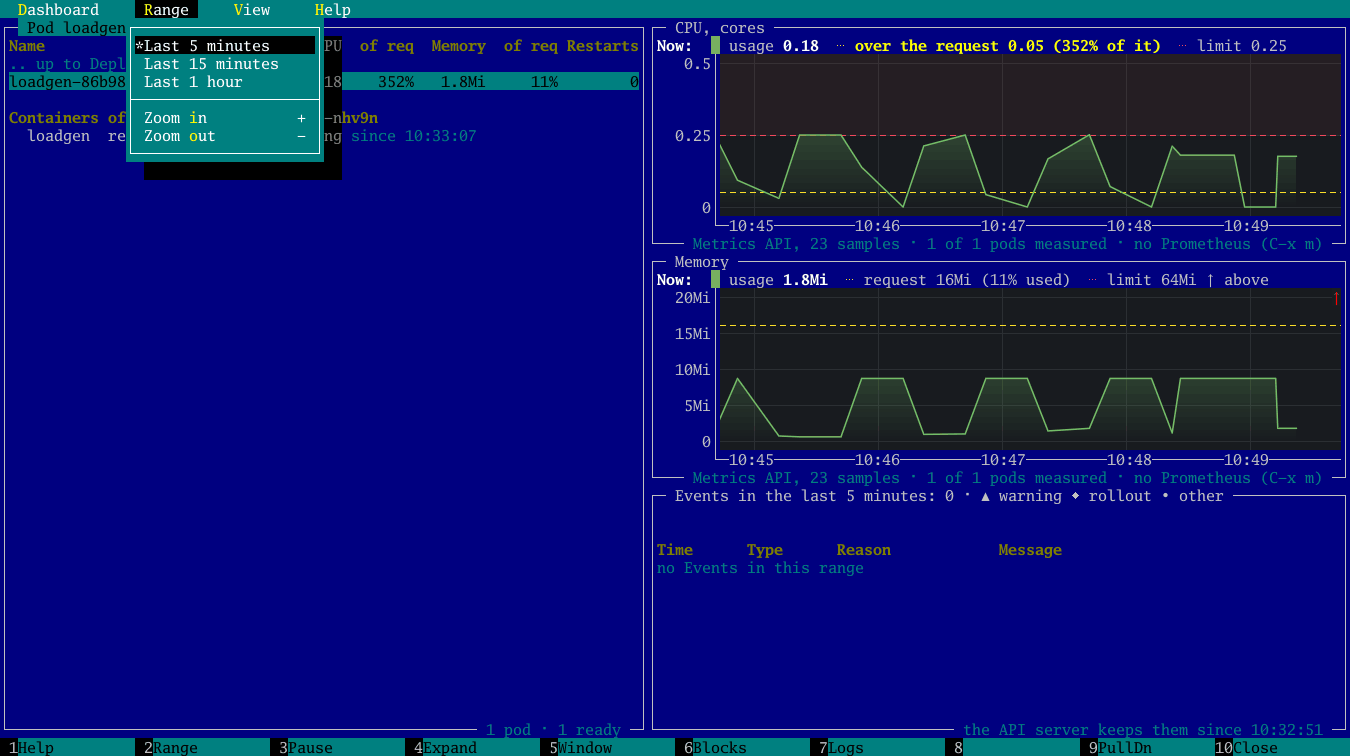 Dashboard Range View Help
Pod loadgen
Name PU of req Memory of req Restarts
.. up to Depl
loadgen-86b98 18 352% 1.8Mi 11% 0
Containers of -nhv9n
loadgen re ng since 10:33:07
*Last 5 minutes
Last 15 minutes
Last 1 hour
Zoom in +
Zoom out -
1 pod · 1 ready
CPU, cores
Now: usage 0.18 ··· over the request 0.05 (352% of it) ··· limit 0.25
0.5
0.25
0
10:45 10:46 10:47 10:48 10:49
Metrics API, 23 samples · 1 of 1 pods measured · no Prometheus (C-x m)
Memory
Now: usage 1.8Mi ··· request 16Mi (11% used) ··· limit 64Mi ↑ above
↑
20Mi
15Mi
10Mi
5Mi
0
10:45 10:46 10:47 10:48 10:49
Metrics API, 23 samples · 1 of 1 pods measured · no Prometheus (C-x m)
Events in the last 5 minutes: 0 · ▲ warning ◆ rollout • other
Time Type Reason Message
no Events in this range
the API server keeps them since 10:32:51
1Help 2Range 3Pause 4Expand 5Window 6Blocks 7Logs 8 9PullDn 10Close